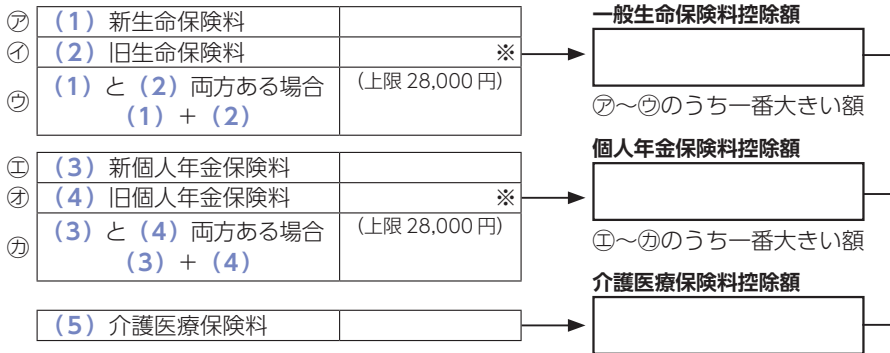 ㋐ （1）新生命保険料
㋑ （2）旧生命保険料 ※
㋒ （1）と（2）両方ある場合
（1）＋（2）
（上限 28,000 円）
一般生命保険料控除額
㋐〜㋒のうち一番大きい額
㋓ （3）新個人年金保険料
㋔ （4）旧個人年金保険料 ※
㋕ （3）と（4）両方ある場合
（3）＋（4）
（上限 28,000 円）
個人年金保険料控除額
㋓〜㋕のうち一番大きい額
（5）介護医療保険料
介護医療保険料控除額